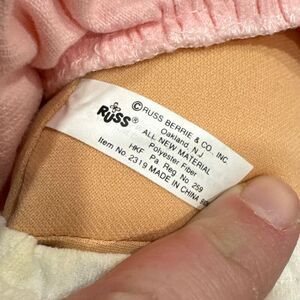 RUSS®
©RUSS BERRIE & CO., INC.
Oakland, N J
ALL NEW MATERIAL
Polyester Fiber
HKF Pa. Reg. No. 259
Item No. 2319 MADE IN CHINA